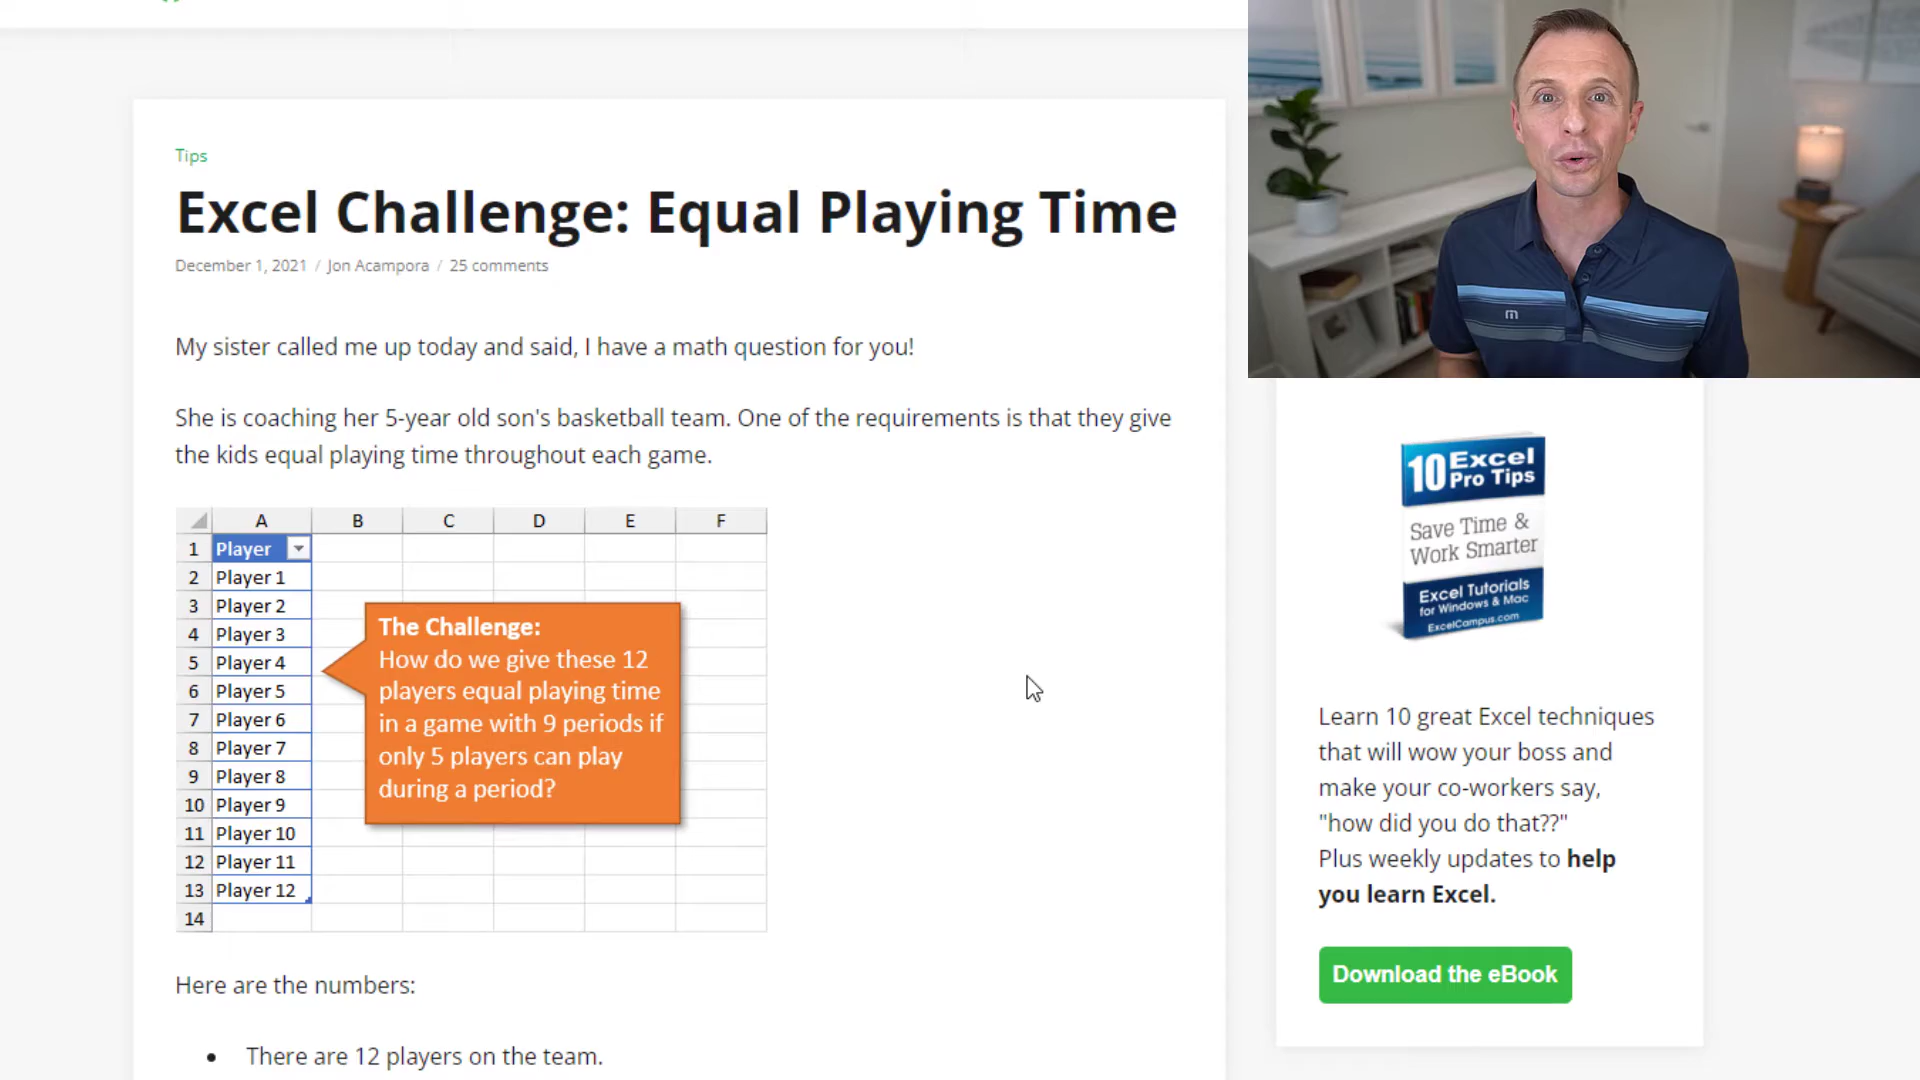 Tips
Excel Challenge: Equal Playing Time
December 1, 2021 / Jon Acampora / 25 comments
My sister called me up today and said, I have a math question for you!
She is coaching her 5-year old son's basketball team. One of the requirements is that they give
the kids equal playing time throughout each game.
A B C D E F
1 Player
2 Player 1
3 Player 2
4 Player 3
5 Player 4
6 Player 5
7 Player 6
8 Player 7
9 Player 8
10 Player 9
11 Player 10
12 Player 11
13 Player 12
14
The Challenge:
How do we give these 12
players equal playing time
in a game with 9 periods if
only 5 players can play
during a period?
Here are the numbers:
• There are 12 players on the team.
m
10 Excel
Pro Tips
Save Time &
Work Smarter
Excel Tutorials
for Windows & Mac
ExcelCampus.com
Learn 10 great Excel techniques
that will wow your boss and
make your co-workers say,
"how did you do that??"
Plus weekly updates to help
you learn Excel.
Download the eBook